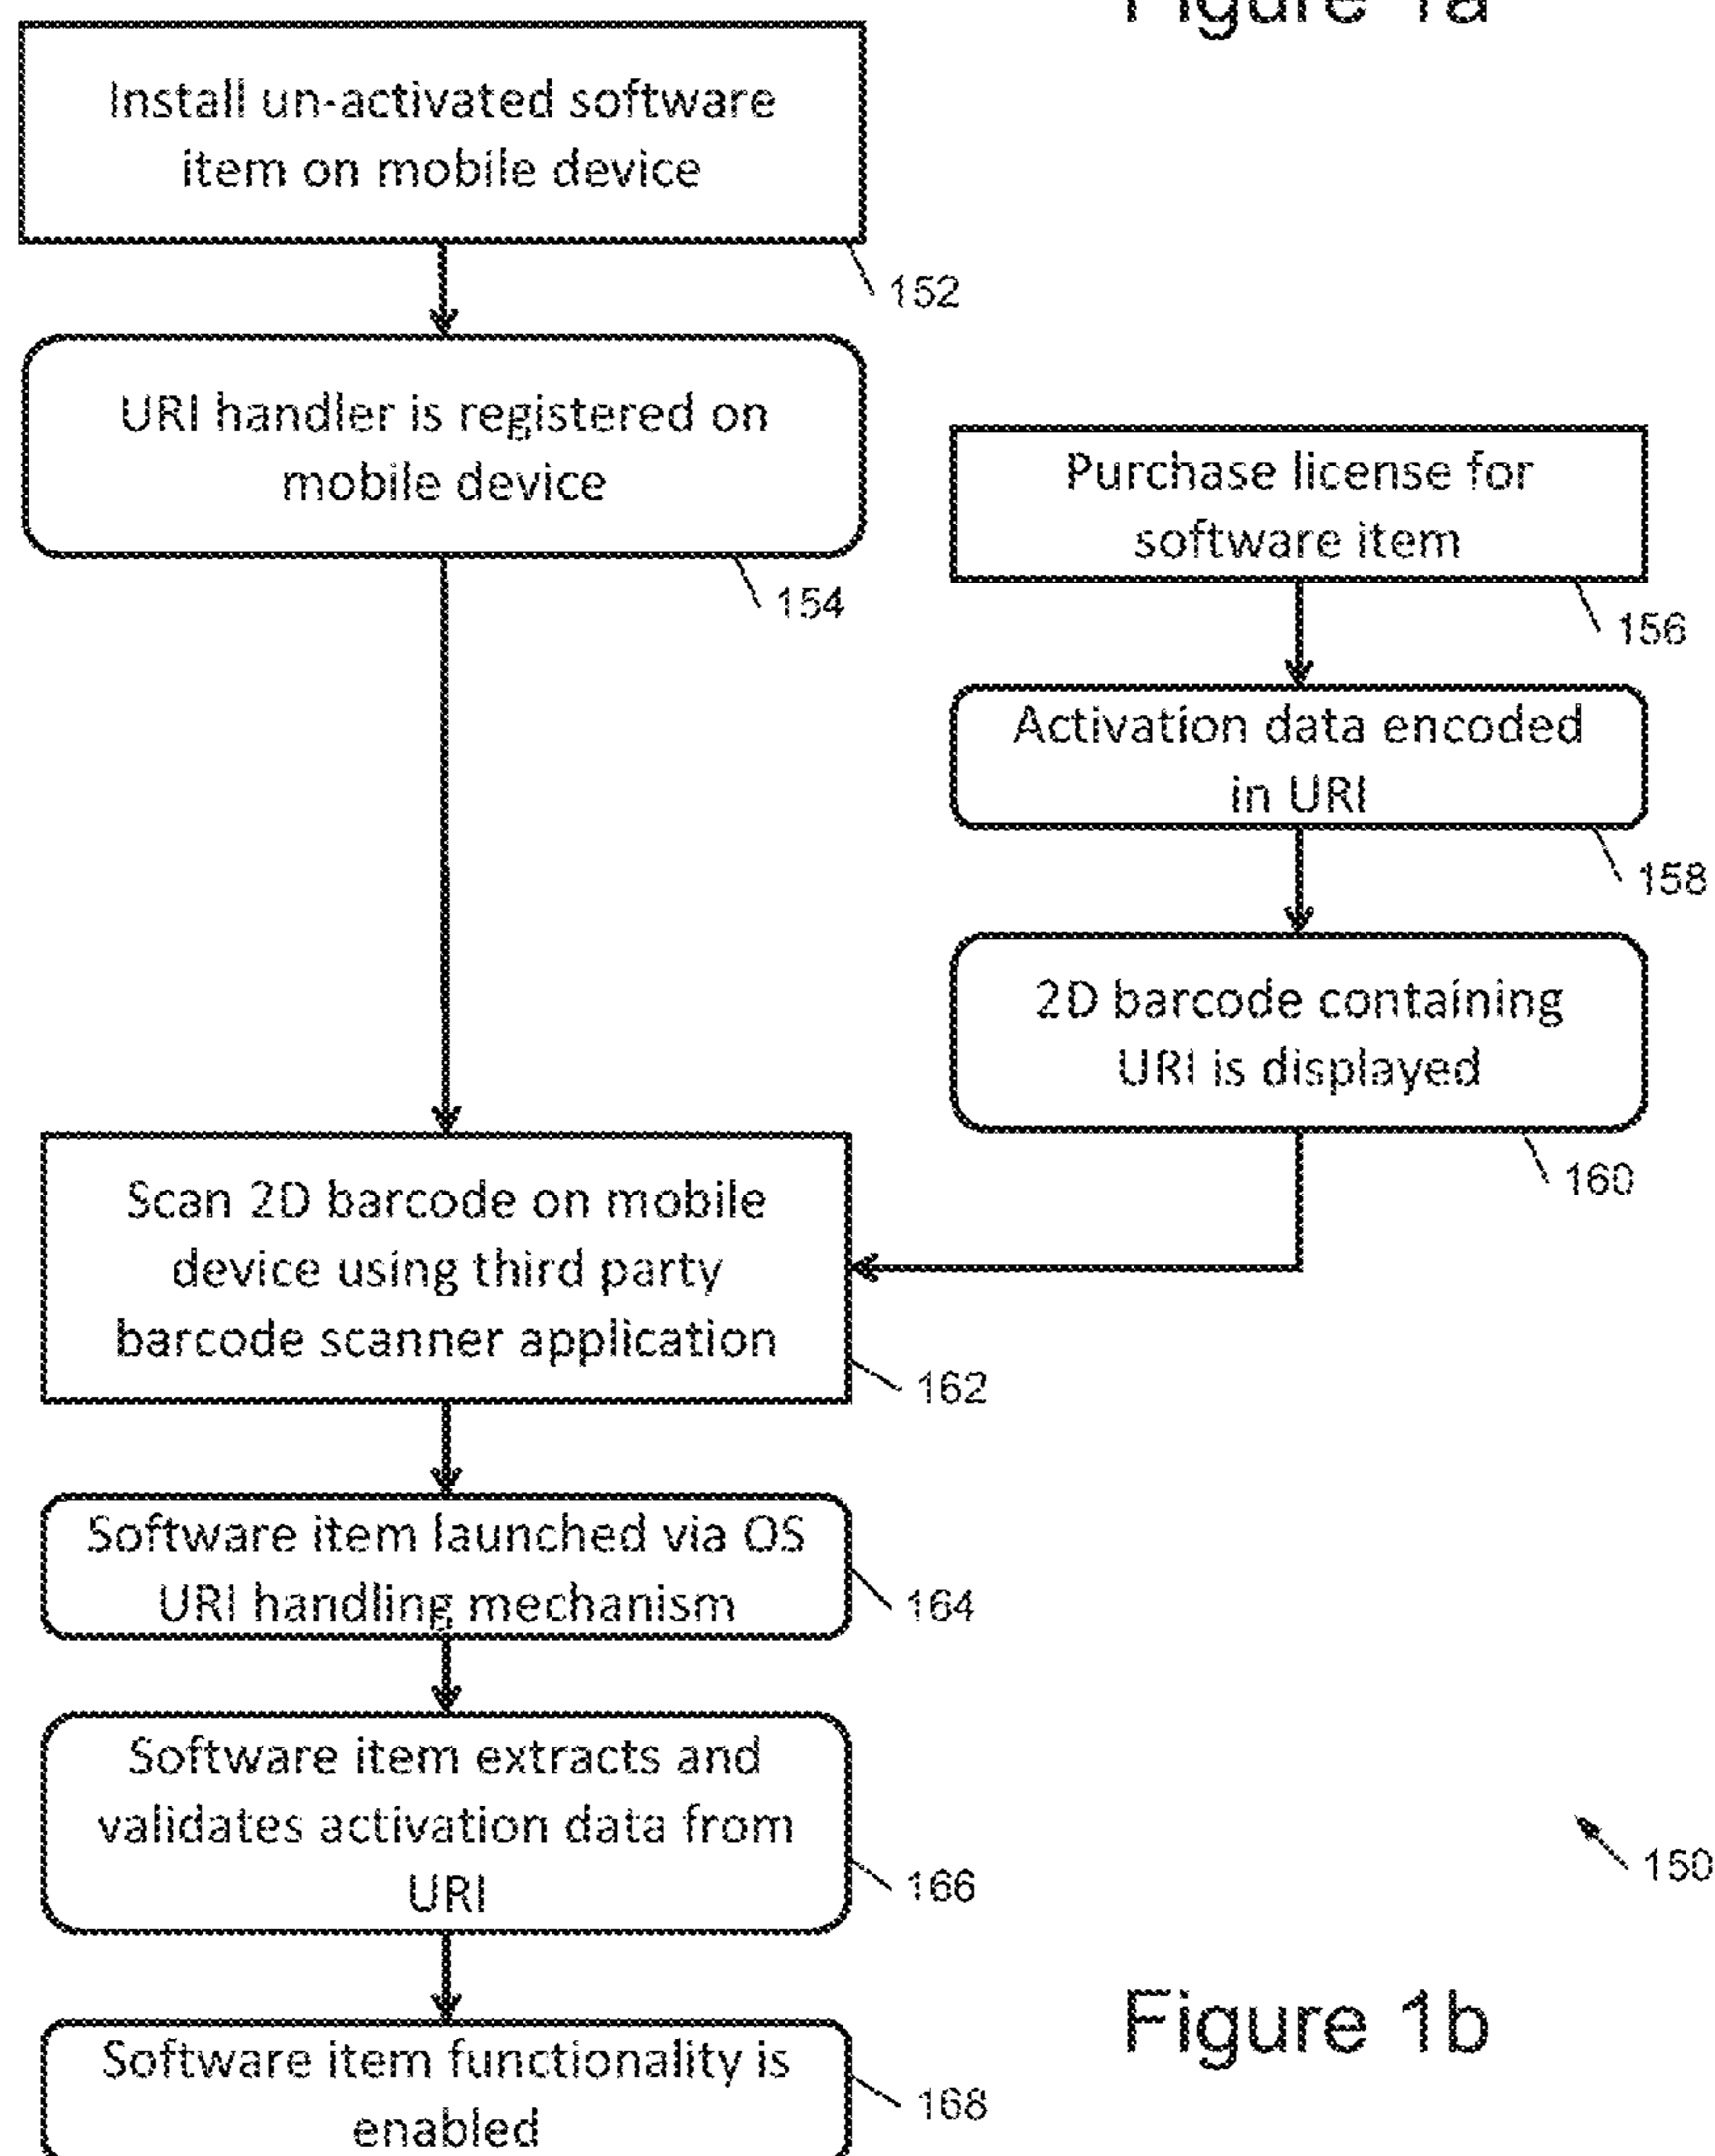 Figure 1a
Install un-activated software
item on mobile device
152
URI handler is registered on
mobile device
154
Purchase license for
software item
156
Activation data encoded
in URI
158
2D barcode containing
URI is displayed
160
Scan 2D barcode on mobile
device using third party
barcode scanner application
162
Software item launched via OS
URI handling mechanism
164
Software item extracts and
validates activation data from
URI
166
150
Software item functionality is
enabled
168
Figure 1b